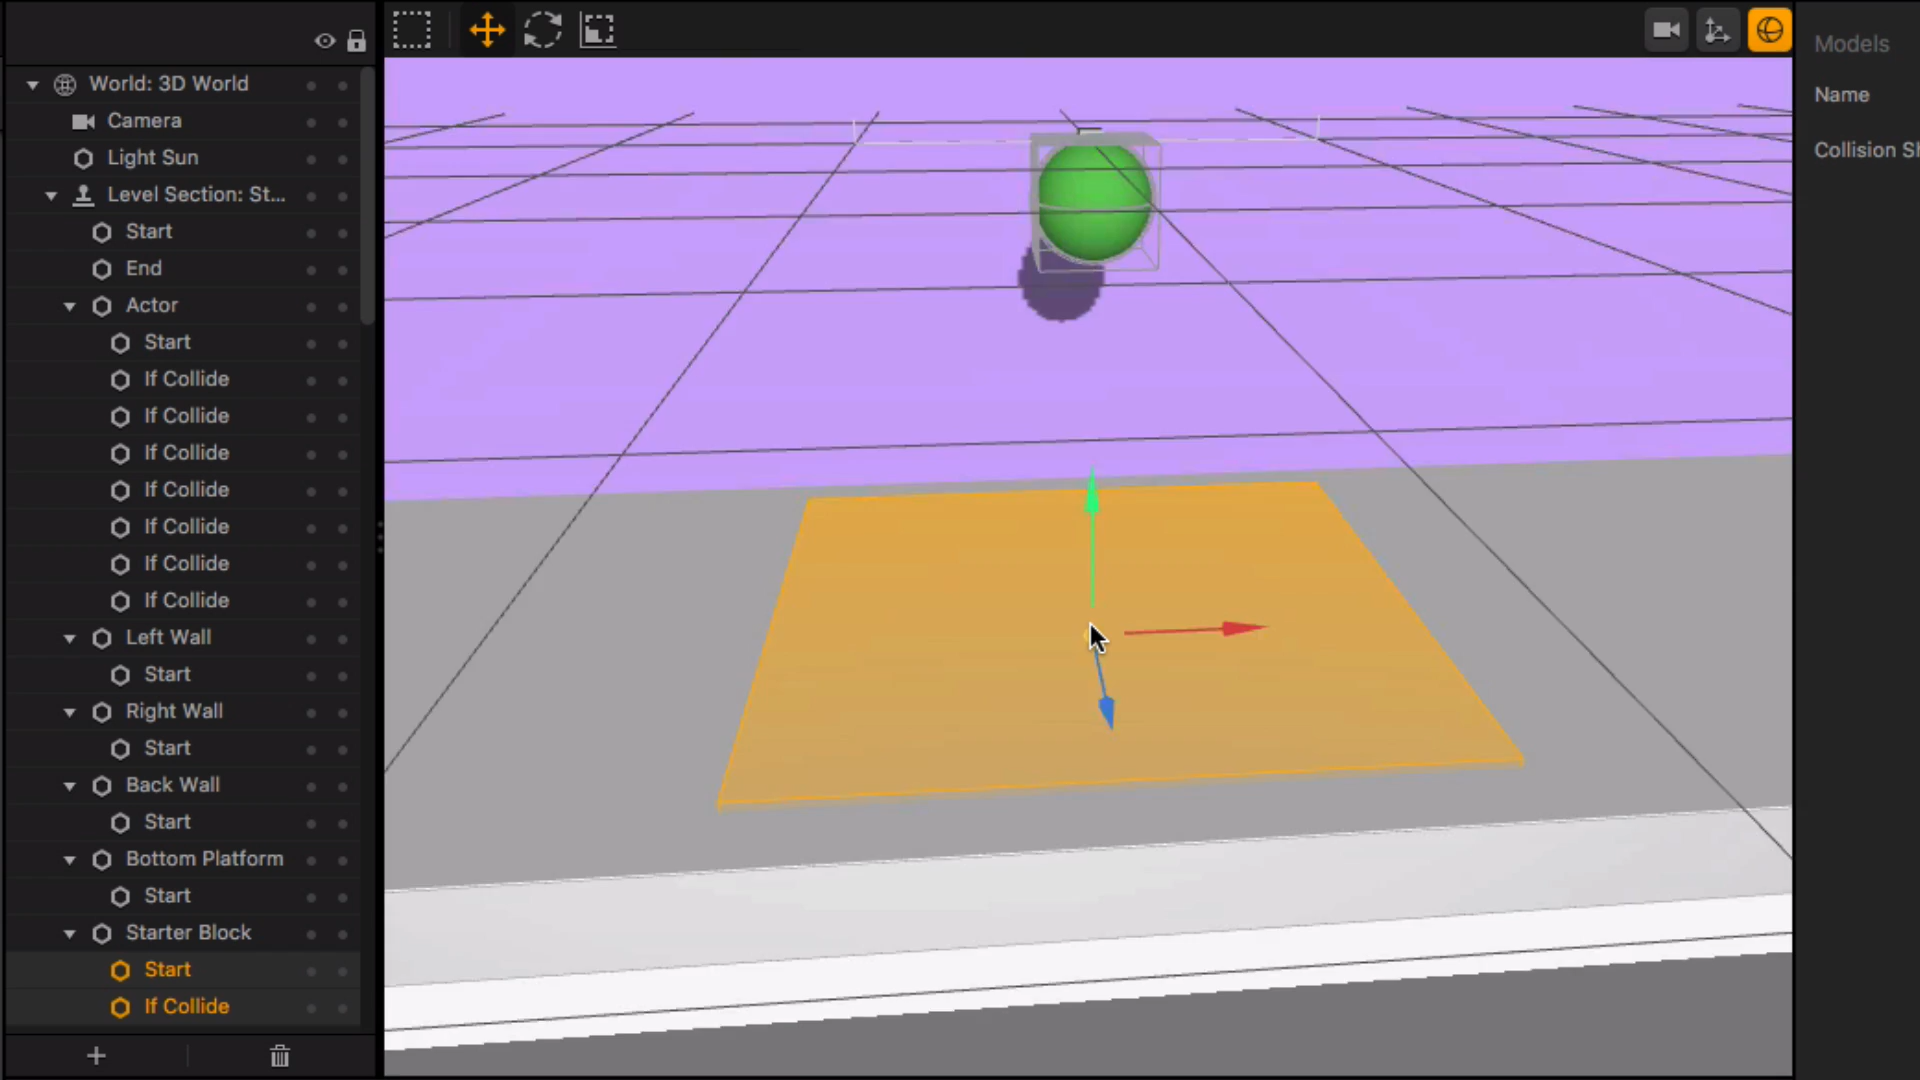 World: 3D World
Camera
Light Sun
Level Section: St...
Start
End
Actor
Start
If Collide
If Collide
If Collide
If Collide
If Collide
If Collide
If Collide
Left Wall
Start
Right Wall
Start
Back Wall
Start
Bottom Platform
Start
Starter Block
Start
If Collide
Models
Name
Collision Sh